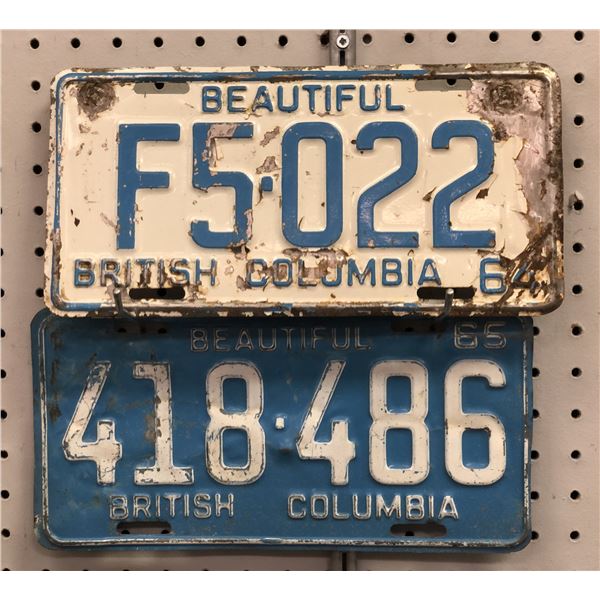 BEAUTIFUL
F5·022
BRITISH COLUMBIA 64
BEAUTIFUL 65
418·486
BRITISH COLUMBIA